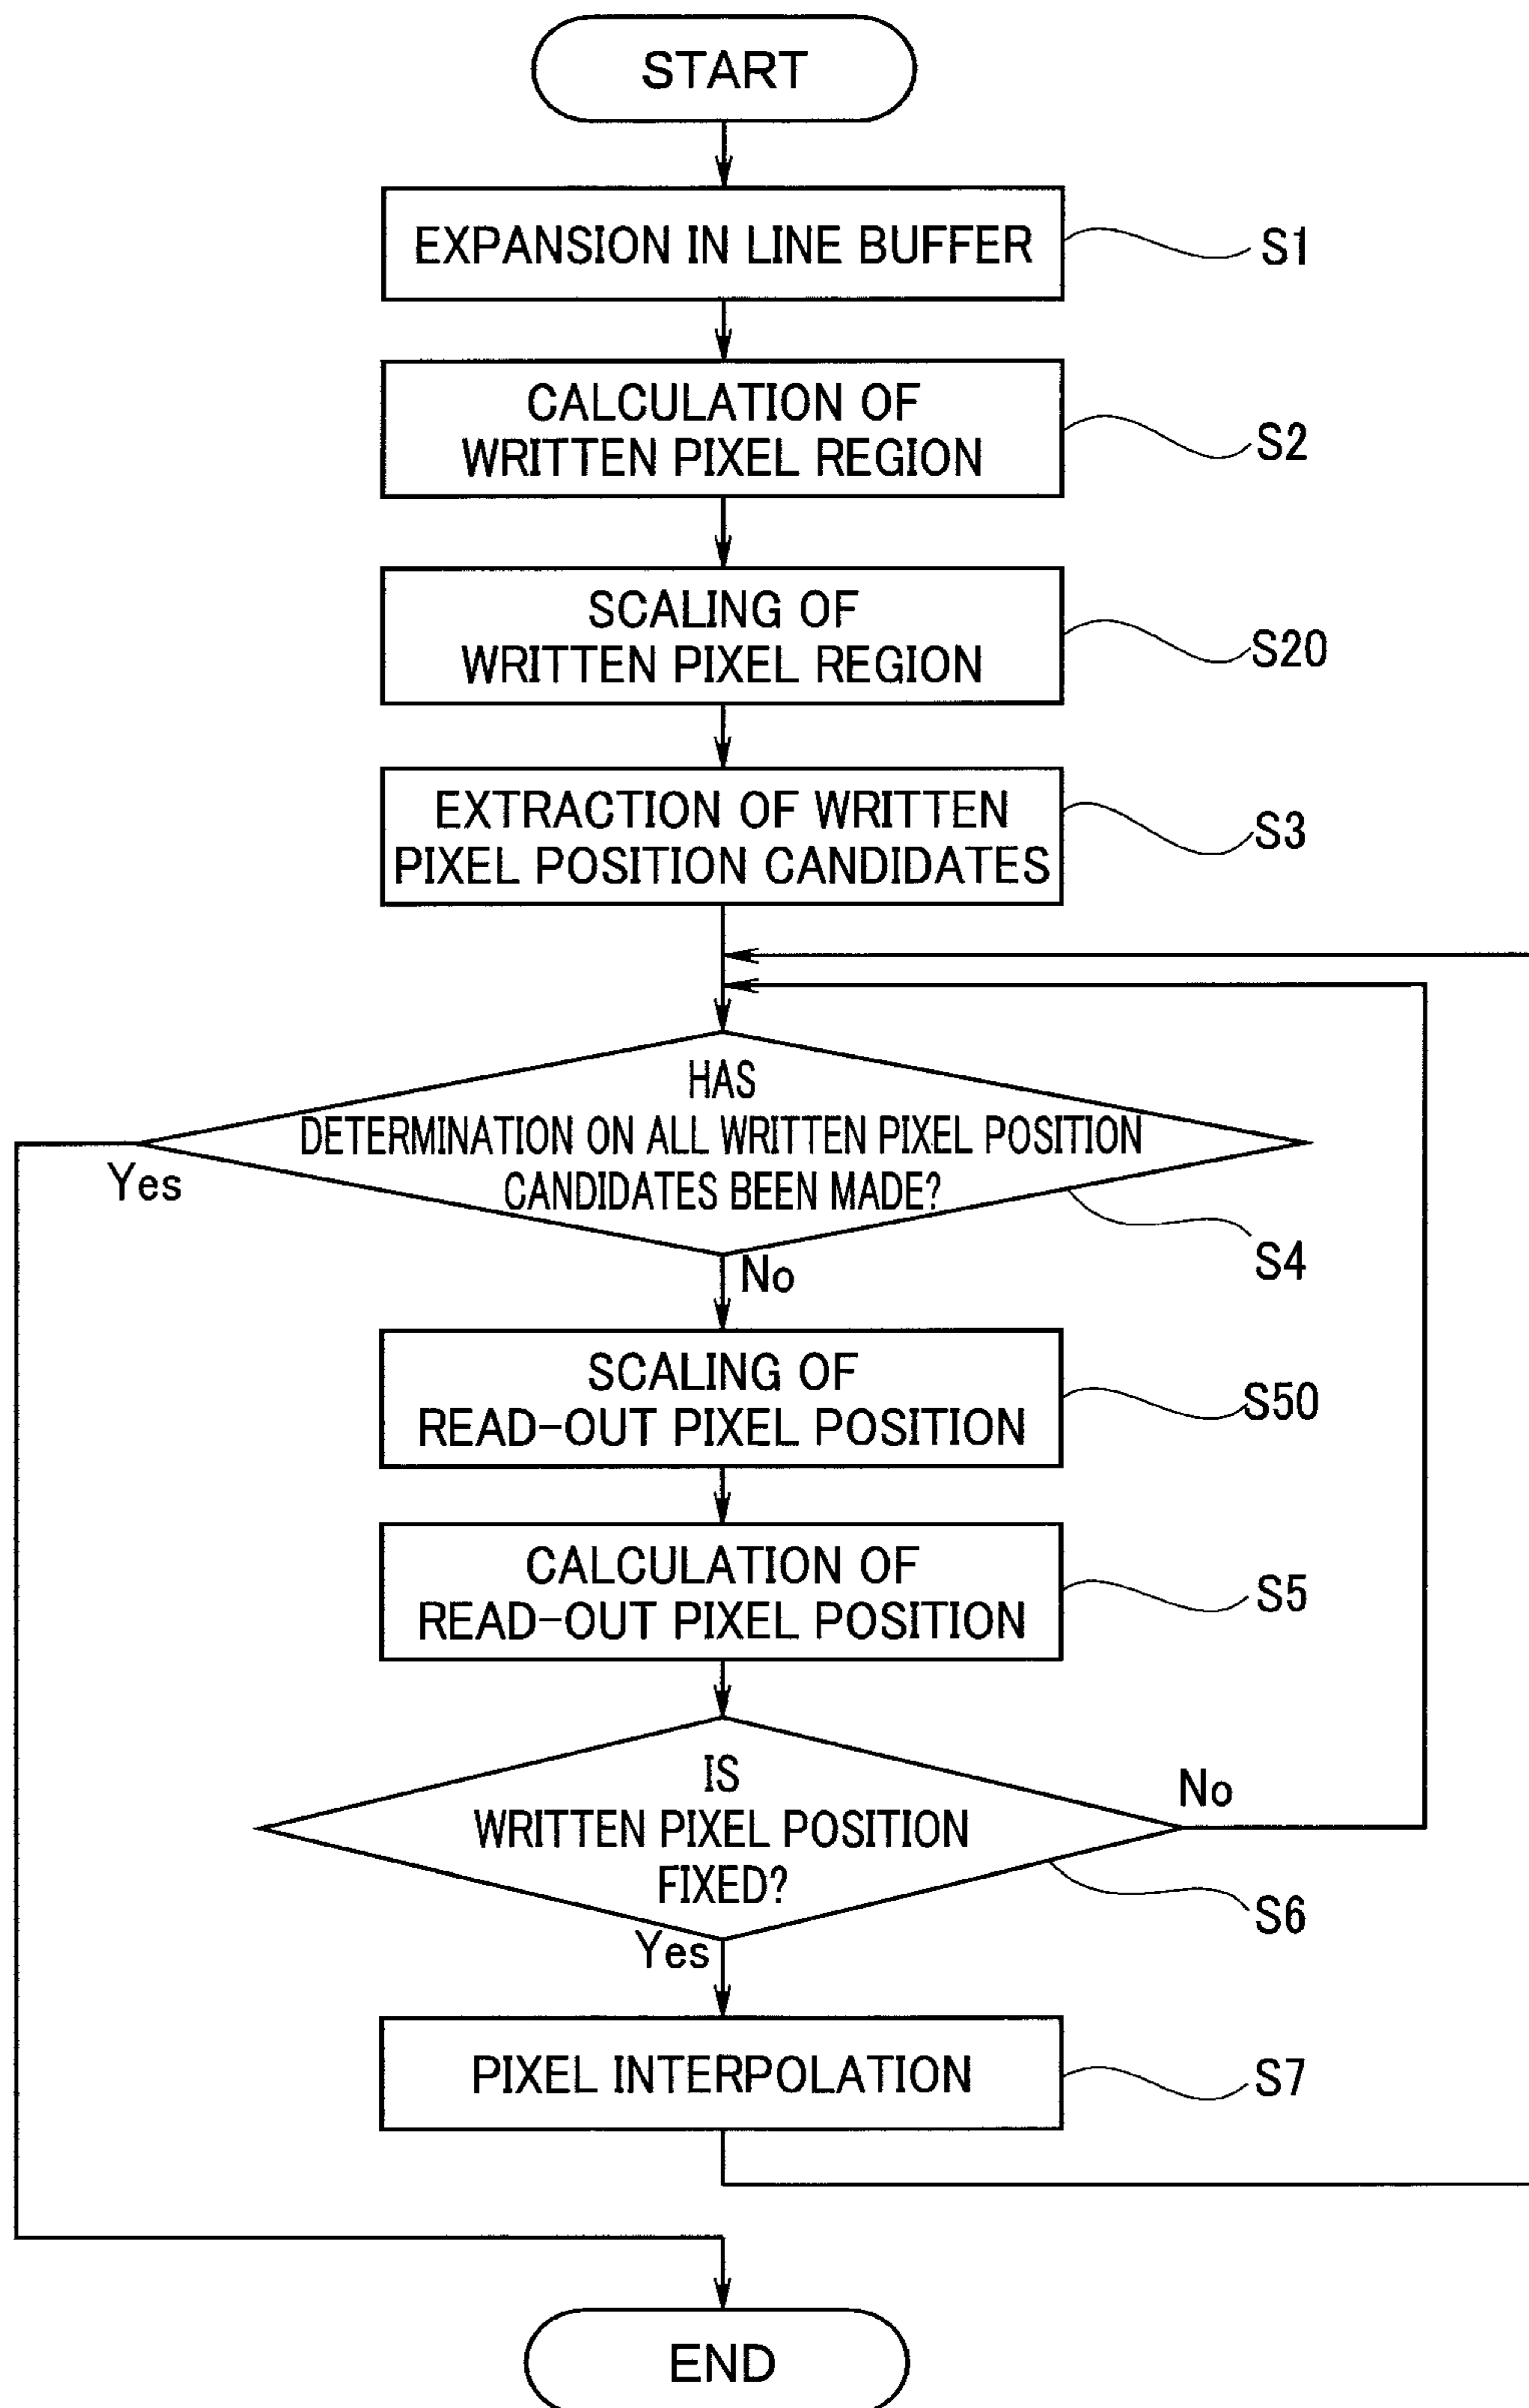 START
EXPANSION IN LINE BUFFER
S1
CALCULATION OF
WRITTEN PIXEL REGION
S2
SCALING OF
WRITTEN PIXEL REGION
S20
EXTRACTION OF WRITTEN
PIXEL POSITION CANDIDATES
S3
HAS
DETERMINATION ON ALL WRITTEN PIXEL POSITION
CANDIDATES BEEN MADE?
Yes
S4
No
SCALING OF
READ-OUT PIXEL POSITION
S50
CALCULATION OF
READ-OUT PIXEL POSITION
S5
IS
WRITTEN PIXEL POSITION
FIXED?
No
S6
Yes
PIXEL INTERPOLATION
S7
END